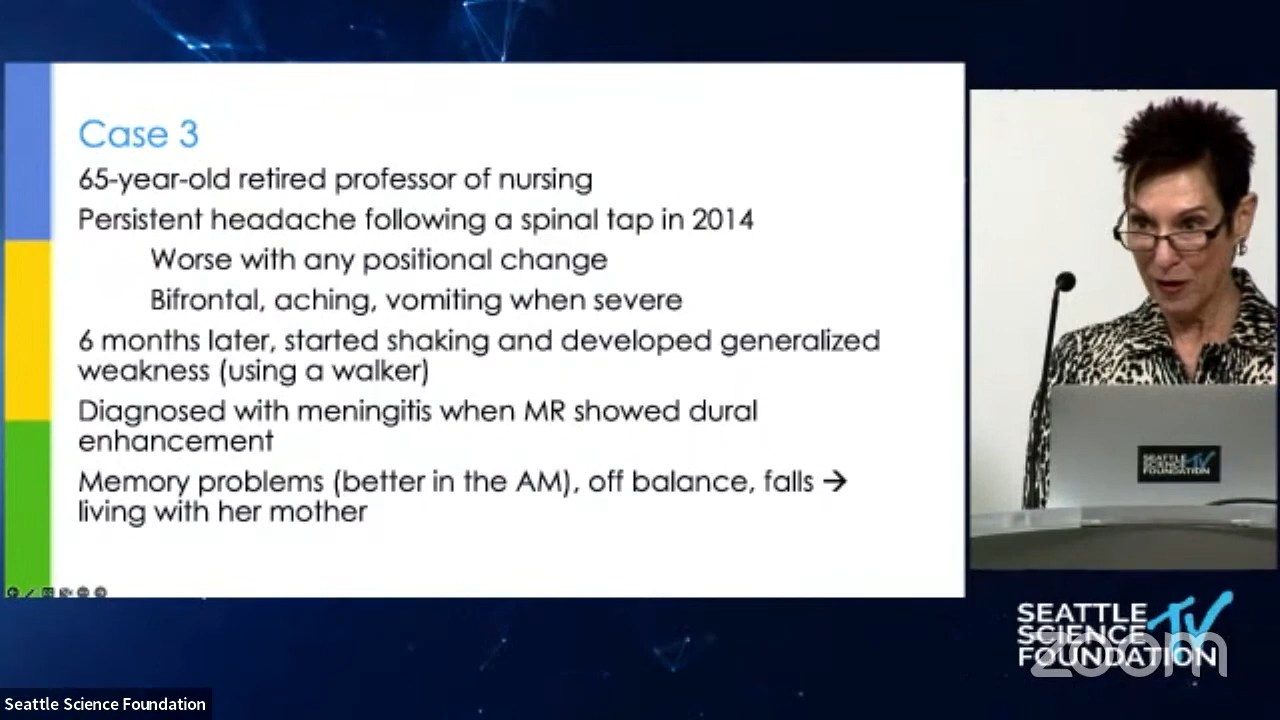 Case 3
65-year-old retired professor of nursing
Persistent headache following a spinal tap in 2014
Worse with any positional change
Bifrontal, aching, vomiting when severe
6 months later, started shaking and developed generalized
weakness (using a walker)
Diagnosed with meningitis when MR showed dural
enhancement
Memory problems (better in the AM), off balance, falls →
living with her mother
SEATTLE
SCIENCE TV
FOUNDATION
SEATTLE
SCIENCE TV
FOUNDATION
zoom
Seattle Science Foundation